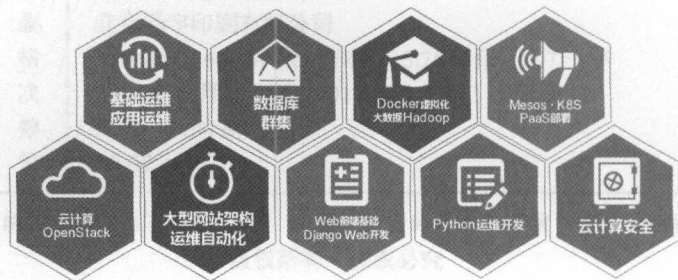 基础运维
应用运维
数据库
群集
Docker虚拟化
大数据Hadoop
Mesos·K8S
PaaS部署
云计算
OpenStack
大型网站架构
运维自动化
Web前端基础
Django Web开发
Python运维开发
云计算安全